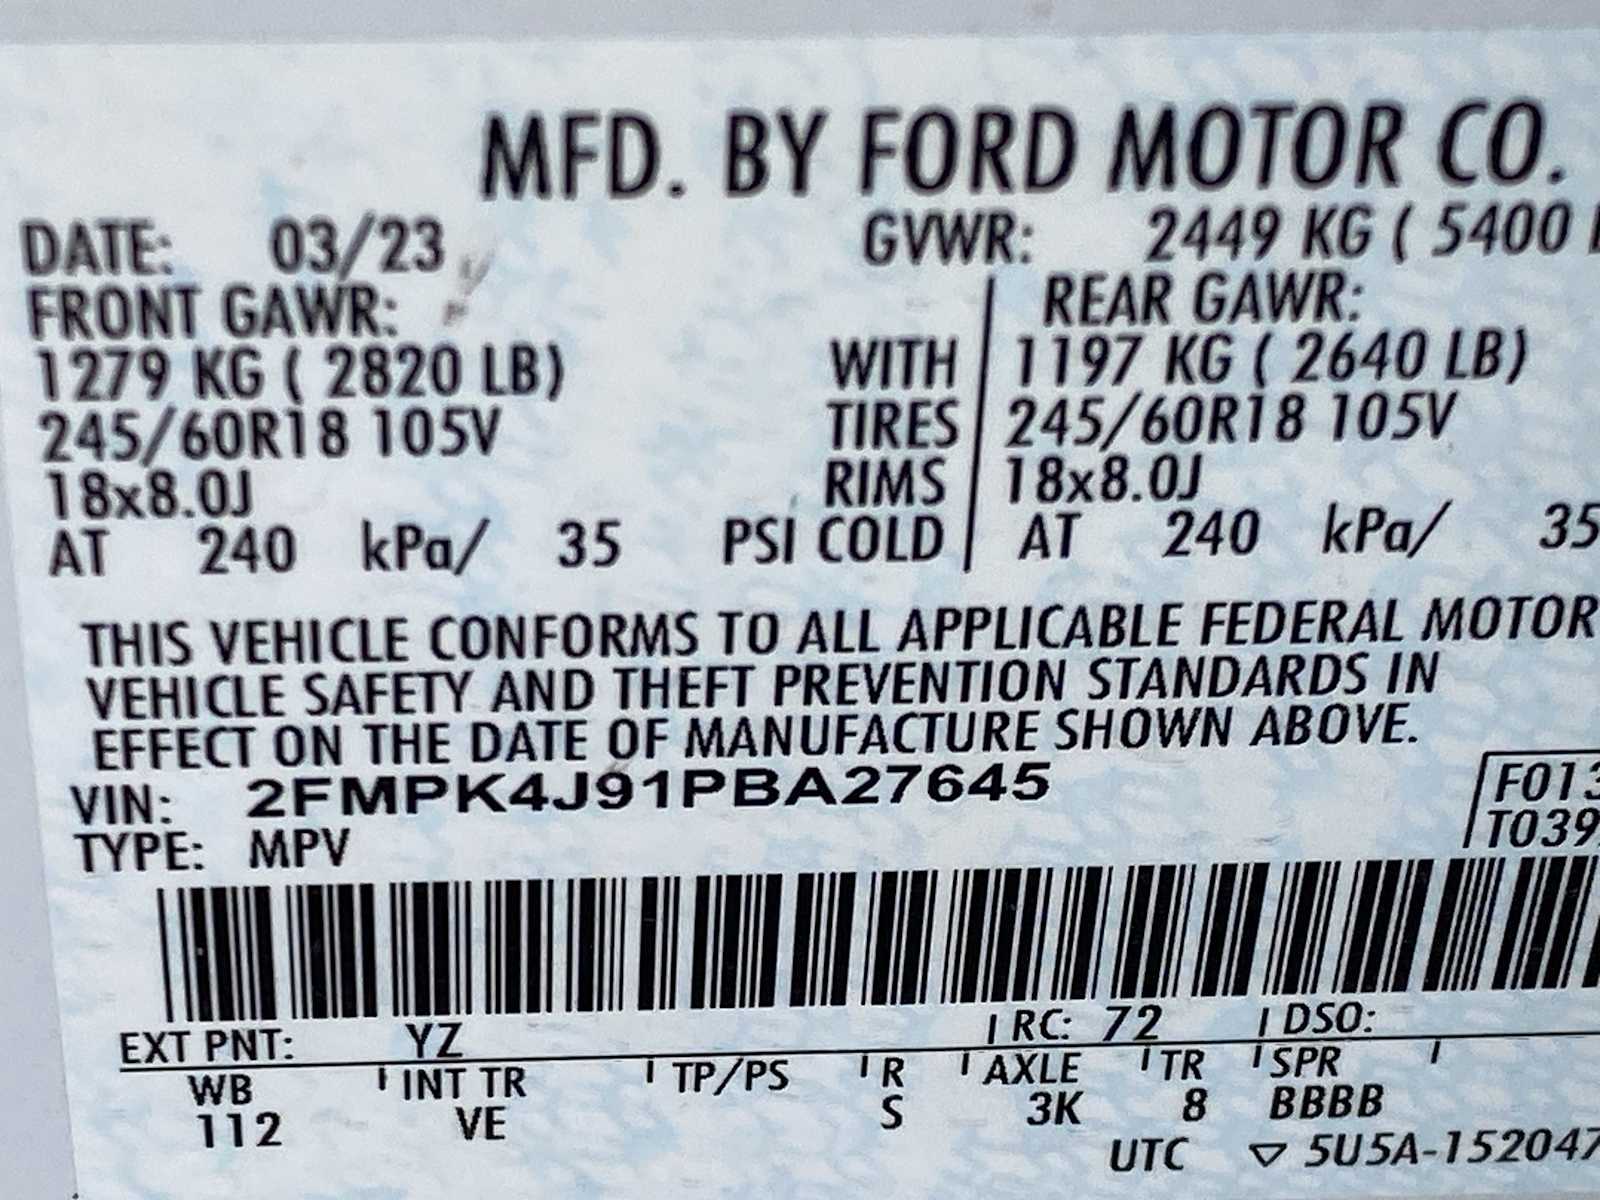 MFD. BY FORD MOTOR CO.
DATE: 03/23 GVWR: 2449 KG ( 5400
FRONT GAWR: REAR GAWR:
1279 KG ( 2820 LB) WITH 1197 KG ( 2640 LB)
245/60R18 105V TIRES 245/60R18 105V
18x8.0J RIMS 18x8.0J
AT 240 kPa/ 35 PSI COLD AT 240 kPa/ 35
THIS VEHICLE CONFORMS TO ALL APPLICABLE FEDERAL MOTOR
VEHICLE SAFETY AND THEFT PREVENTION STANDARDS IN
EFFECT ON THE DATE OF MANUFACTURE SHOWN ABOVE.
VIN: 2FMPK4J91PBA27645 F013
TYPE: MPV T039
EXT PNT: YZ RC: 72 DSO:
WB INT TR TP/PS R AXLE TR SPR
112 VE S 3K 8 BBBB
UTC ▽ 5U5A-152047